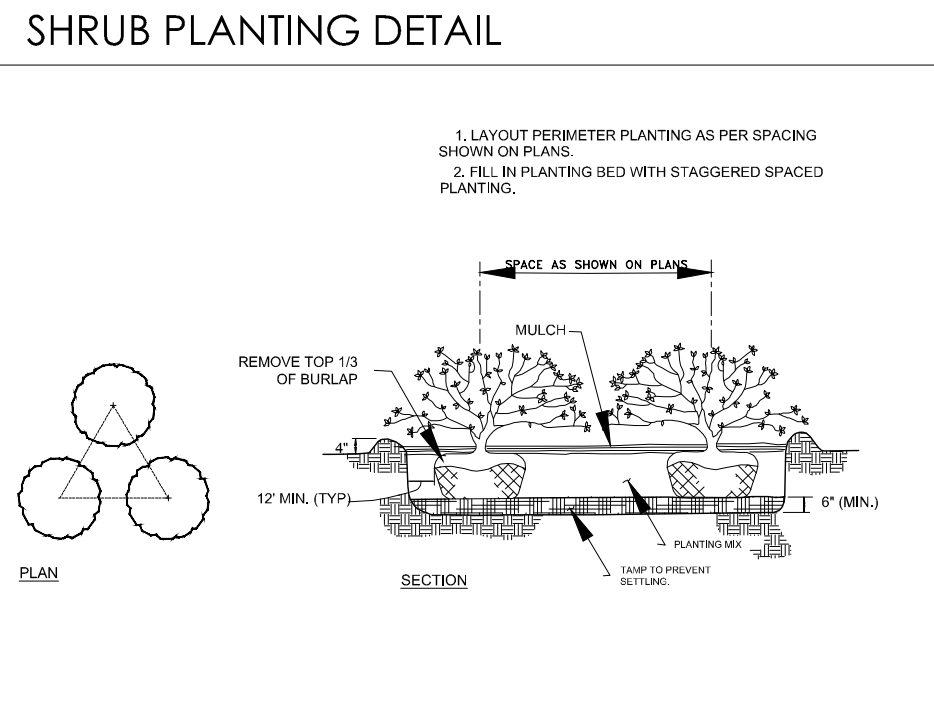 SHRUB PLANTING DETAIL
1. LAYOUT PERIMETER PLANTING AS PER SPACING
SHOWN ON PLANS.
2. FILL IN PLANTING BED WITH STAGGERED SPACED
PLANTING.
SPACE AS SHOWN ON PLANS
MULCH
REMOVE TOP 1/3
OF BURLAP
4"
12' MIN. (TYP)
6" (MIN.)
PLANTING MIX
TAMP TO PREVENT
SETTLING.
PLAN
SECTION